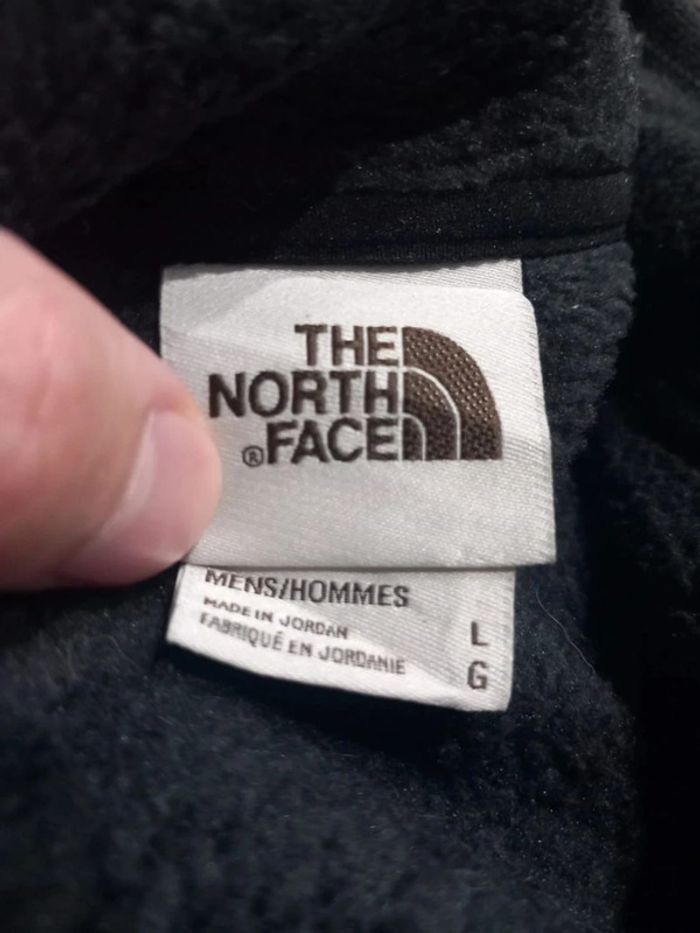 THE
NORTH
®FACE
MENS/HOMMES
MADE IN JORDAN
FABRIQUÉ EN JORDANIE
L
G